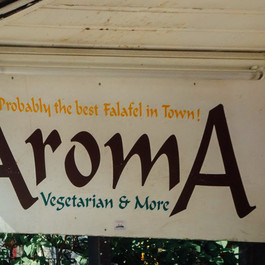 Probably the best Falafel in Town!
AromA
Vegetarian & More